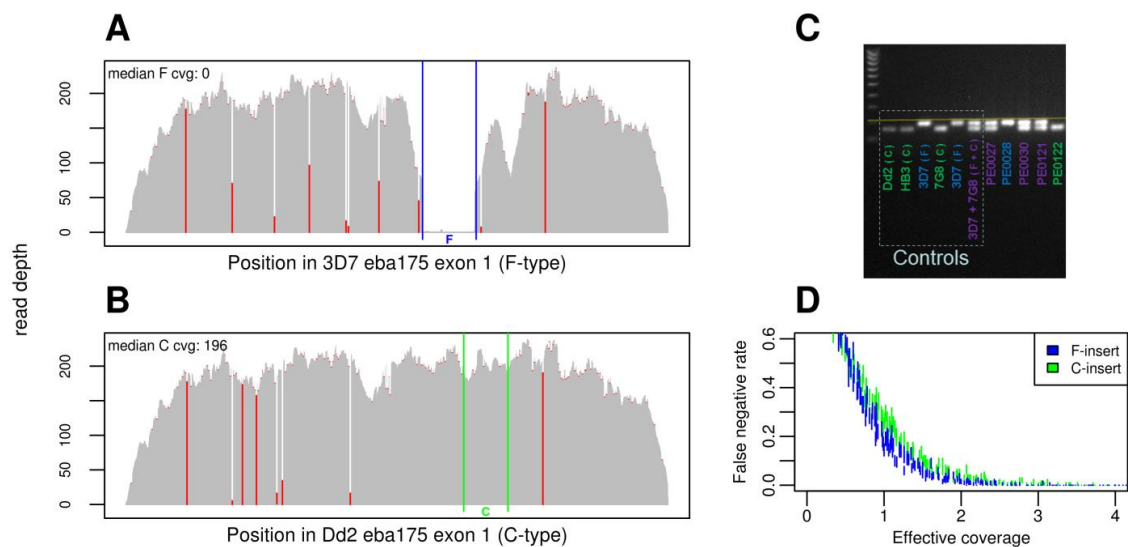 A
median F cvg: 0
200
150
100
50
0
F
Position in 3D7 eba175 exon 1 (F-type)
read depth
B
median C cvg: 196
200
150
100
50
0
C
Position in Dd2 eba175 exon 1 (C-type)
C
Dd2 ( C )
HB3 ( C )
3D7 ( F )
7G8 ( C )
3D7 ( F )
3D7 + 7G8 ( F + C )
PE0027
PE0028
PE0030
PE0121
PE0122
Controls
D
False negative rate
0.6
0.4
0.2
0.0
F-insert
C-insert
0 1 2 3 4
Effective coverage